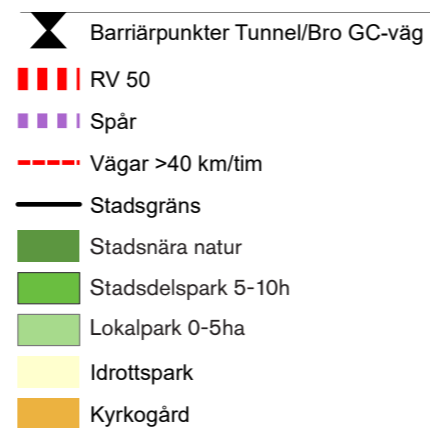 Barriärpunkter Tunnel/Bro GC-väg
RV 50
Spår
Vägar >40 km/tim
Stadsgräns
Stadsnära natur
Stadsdelspark 5-10h
Lokalpark 0-5ha
Idrottspark
Kyrkogård